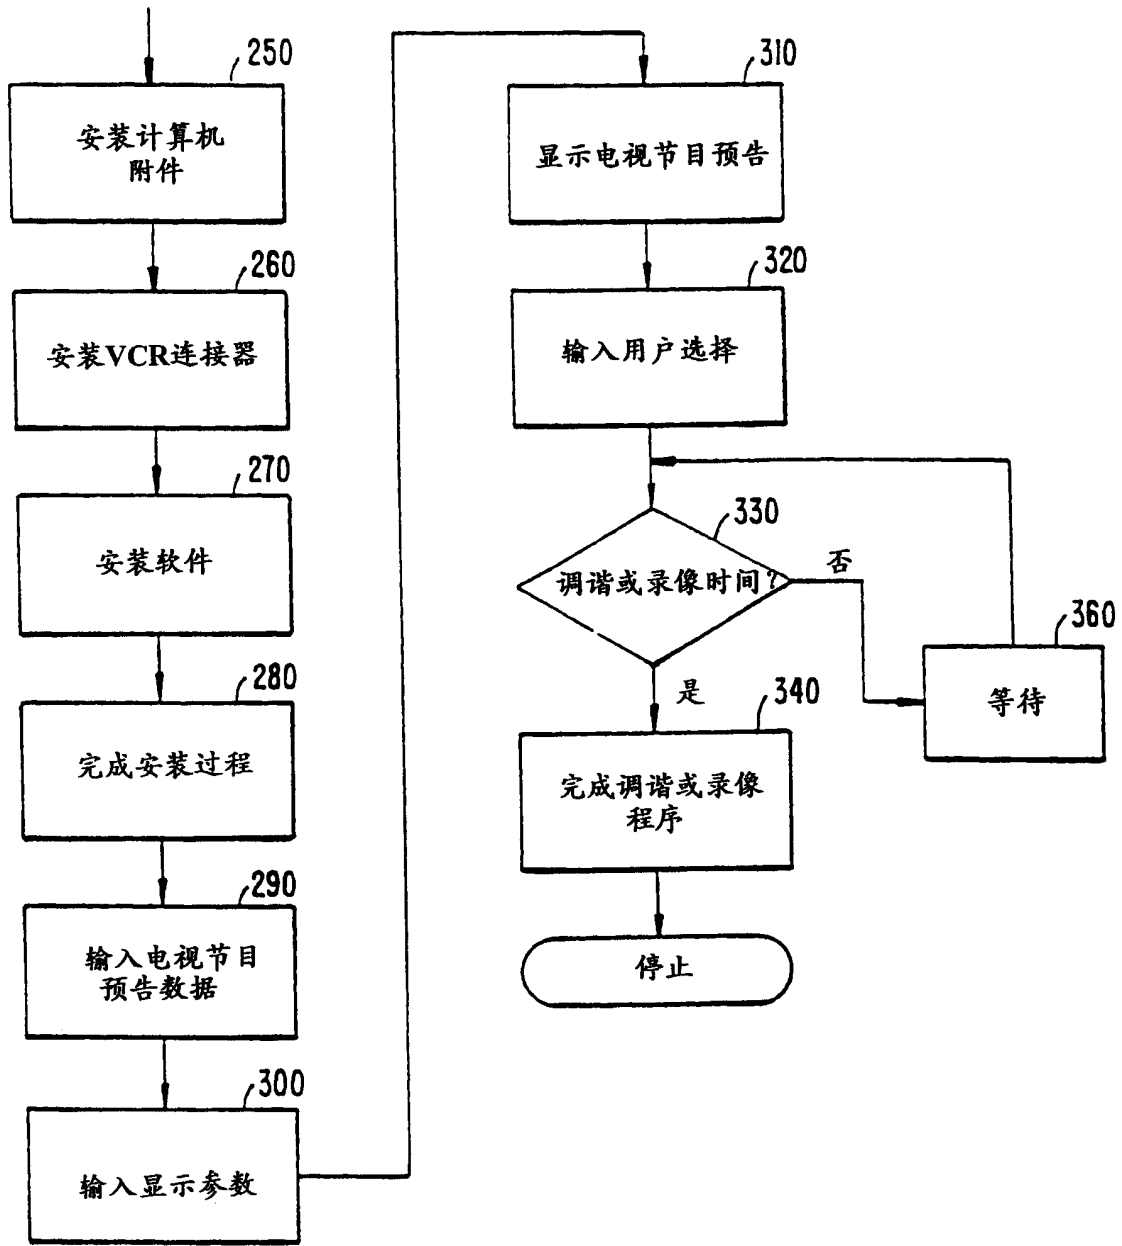 250
安装计算机
附件
260
安装VCR连接器
270
安装软件
280
完成安装过程
290
输入电视节目
预告数据
300
输入显示参数
310
显示电视节目预告
320
输入用户选择
330
调谐或录像时间?
否
360
等待
是
340
完成调谐或录像
程序
停止